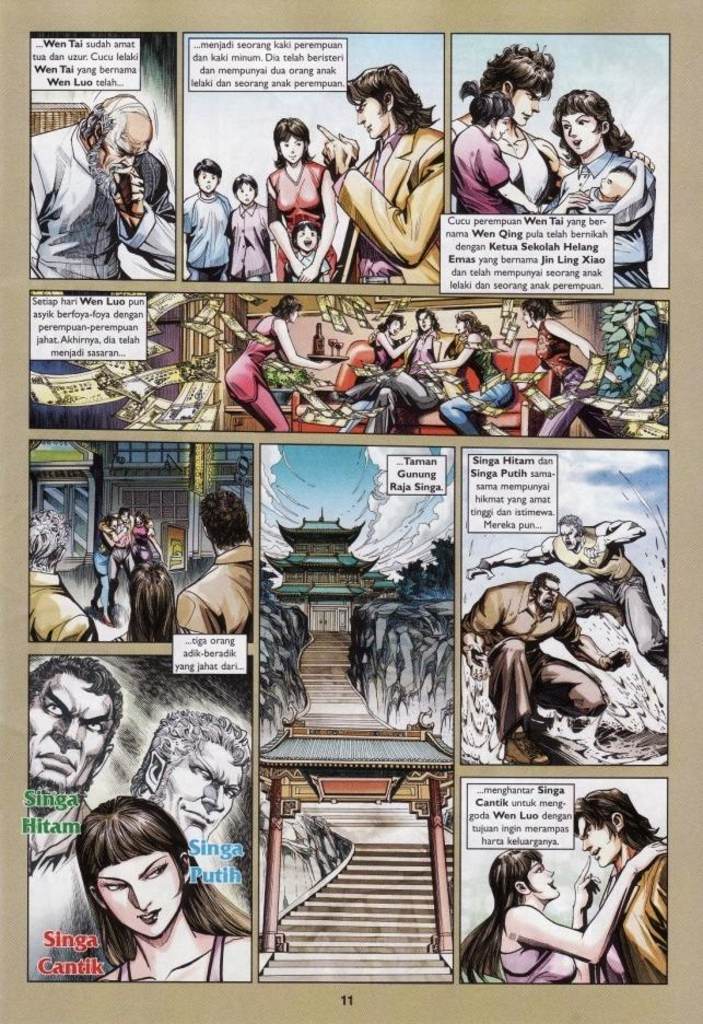 ...Wen Tai sudah amat
tua dan uzur. Cucu lelaki
Wen Tai yang bernama
Wen Luo telah...
...menjadi seorang kaki perempuan
dan kaki minum. Dia telah beristeri
dan mempunyai dua orang anak
lelaki dan seorang anak perempuan.
Cucu perempuan Wen Tai yang ber-
nama Wen Qing pula telah bernikah
dengan Ketua Sekolah Helang
Emas yang bernama Jin Ling Xiao
dan telah mempunyai seorang anak
lelaki dan seorang anak perempuan.
Setiap hari Wen Luo pun
asyik berfoya-foya dengan
perempuan-perempuan
jahat. Akhirnya, dia telah
menjadi sasaran...
...tiga orang
adik-beradik
yang jahat dari...
Singa
Hitam
Singa
Putih
Singa
Cantik
...Taman
Gunung
Raja Singa.
Singa Hitam dan
Singa Putih sama-
sama mempunyai
hikmat yang amat
tinggi dan istimewa.
Mereka pun...
...menghantar Singa
Cantik untuk meng-
goda Wen Luo dengan
tujuan ingin merampas
harta keluarganya.
11